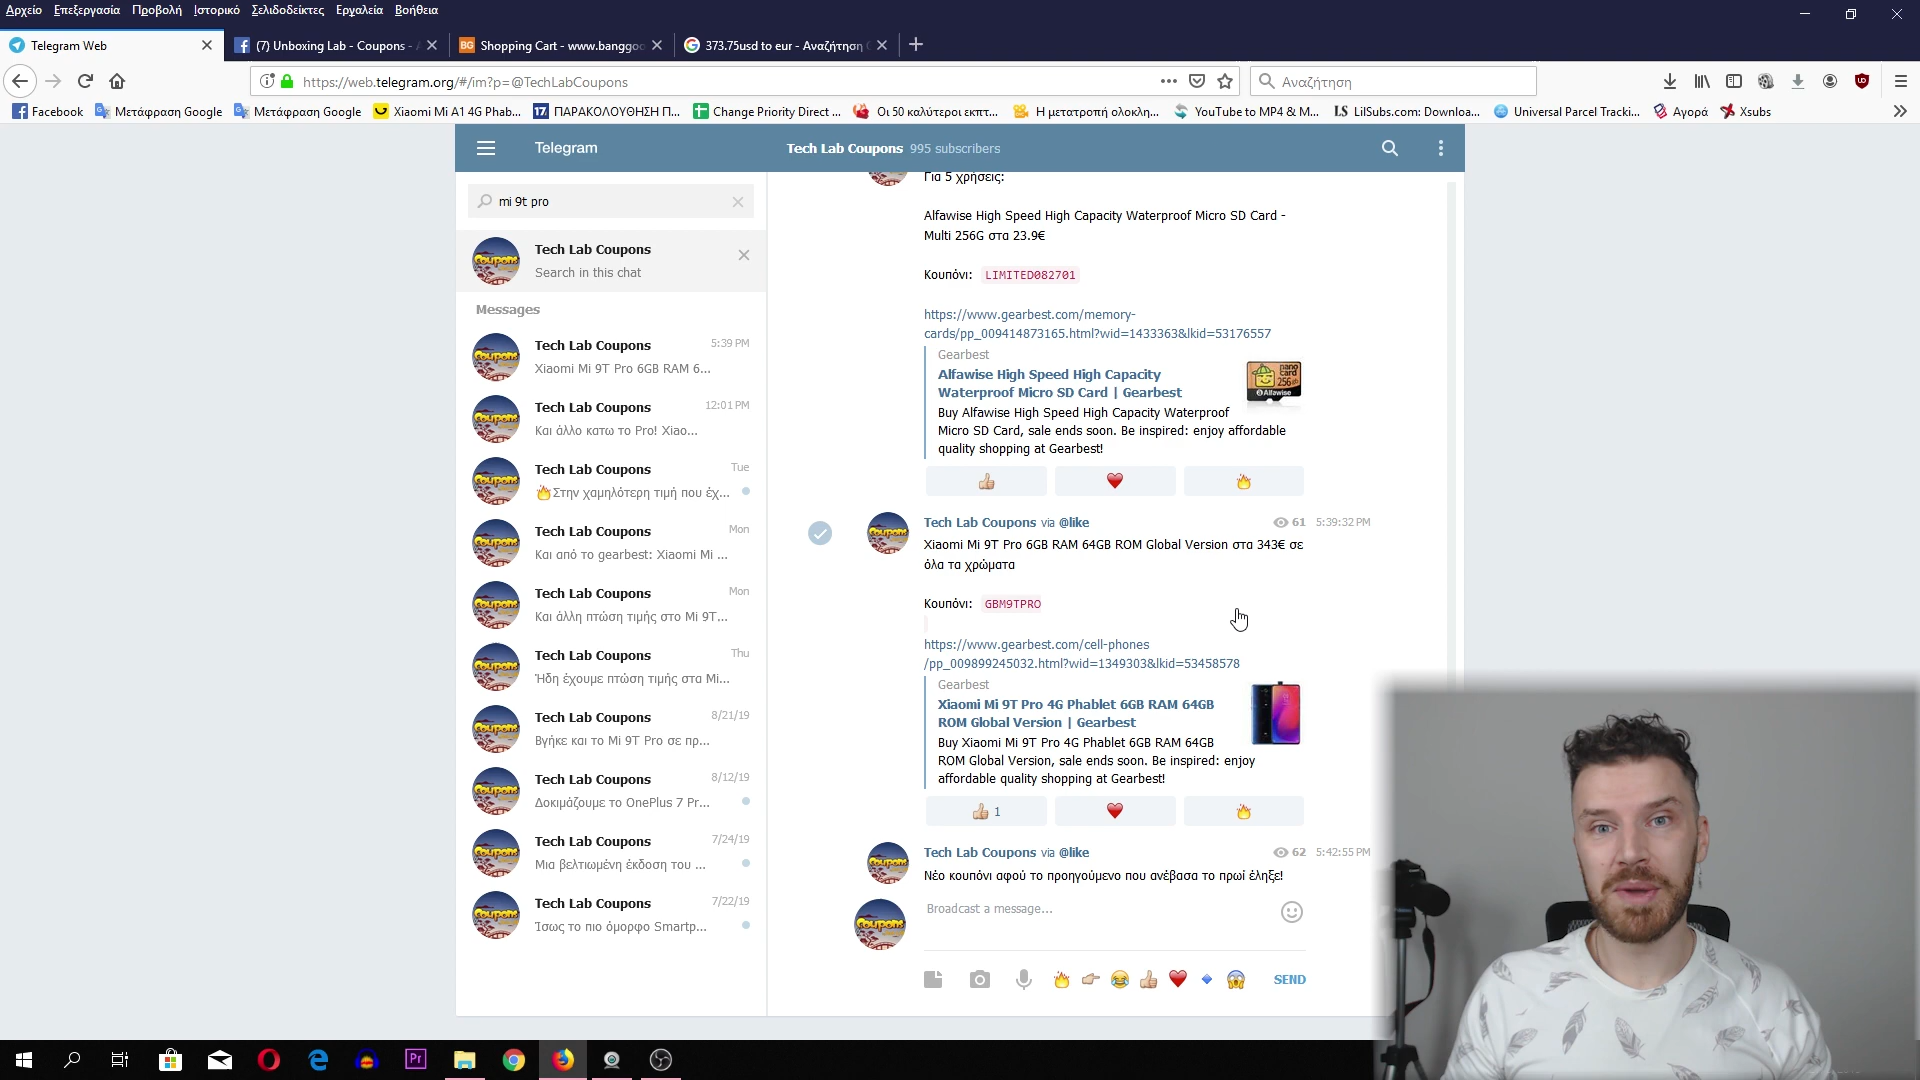 Αρχείο Επεξεργασία Προβολή Ιστορικό Σελιδοδείκτες Εργαλεία Βοήθεια
Telegram Web
(7) Unboxing Lab - Coupons -
BG Shopping Cart - www.banggoo
373.75usd to eur - Αναζήτηση
https://web.telegram.org/#/im?p=@TechLabCoupons
Αναζήτηση
Facebook
Μετάφραση Google
Μετάφραση Google
Xiaomi Mi A1 4G Phab...
17 ΠΑΡΑΚΟΛΟΥΘΗΣΗ Π...
Change Priority Direct ...
Οι 50 καλύτεροι εκπτ...
Η μετατροπή ολοκλη...
YouTube to MP4 & M...
LS LilSubs.com: Downloa...
Universal Parcel Tracki...
Αγορά
Xsubs
Telegram
Tech Lab Coupons 995 subscribers
mi 9t pro
Tech Lab Coupons
Search in this chat
Messages
Tech Lab Coupons 5:39 PM
Xiaomi Mi 9T Pro 6GB RAM 6...
Tech Lab Coupons 12:01 PM
Και άλλο κατω το Pro! Xiao...
Tech Lab Coupons Tue
🔥Στην χαμηλότερη τιμή που έχ...
Tech Lab Coupons Mon
Και από το gearbest: Xiaomi Mi ...
Tech Lab Coupons Mon
Και άλλη πτώση τιμής στο Mi 9T...
Tech Lab Coupons Thu
Ήδη έχουμε πτώση τιμής στα Mi...
Tech Lab Coupons 8/21/19
Βγήκε και το Mi 9T Pro σε πρ...
Tech Lab Coupons 8/12/19
Δοκιμάζουμε το OnePlus 7 Pr...
Tech Lab Coupons 7/24/19
Μια βελτιωμένη έκδοση του ...
Tech Lab Coupons 7/22/19
Ίσως το πιο όμορφο Smartp...
Για 5 χρήσεις:
Alfawise High Speed High Capacity Waterproof Micro SD Card -
Multi 256G στα 23.9€
Κουπόνι: LIMITED082701
https://www.gearbest.com/memory-
cards/pp_009414873165.html?wid=1433363&lkid=53176557
Gearbest
Alfawise High Speed High Capacity
Waterproof Micro SD Card | Gearbest
Buy Alfawise High Speed High Capacity Waterproof
Micro SD Card, sale ends soon. Be inspired: enjoy affordable
quality shopping at Gearbest!
Tech Lab Coupons via @like 61 5:39:32 PM
Xiaomi Mi 9T Pro 6GB RAM 64GB ROM Global Version στα 343€ σε
όλα τα χρώματα
Κουπόνι: GBM9TPRO
https://www.gearbest.com/cell-phones
/pp_009899245032.html?wid=1349303&lkid=53458578
Gearbest
Xiaomi Mi 9T Pro 4G Phablet 6GB RAM 64GB
ROM Global Version | Gearbest
Buy Xiaomi Mi 9T Pro 4G Phablet 6GB RAM 64GB
ROM Global Version, sale ends soon. Be inspired: enjoy
affordable quality shopping at Gearbest!
👍 1
Tech Lab Coupons via @like 62 5:42:55 PM
Νέο κουπόνι αφού το προηγούμενο που ανέβασα το πρωί έληξε!
Broadcast a message...
SEND
Pr